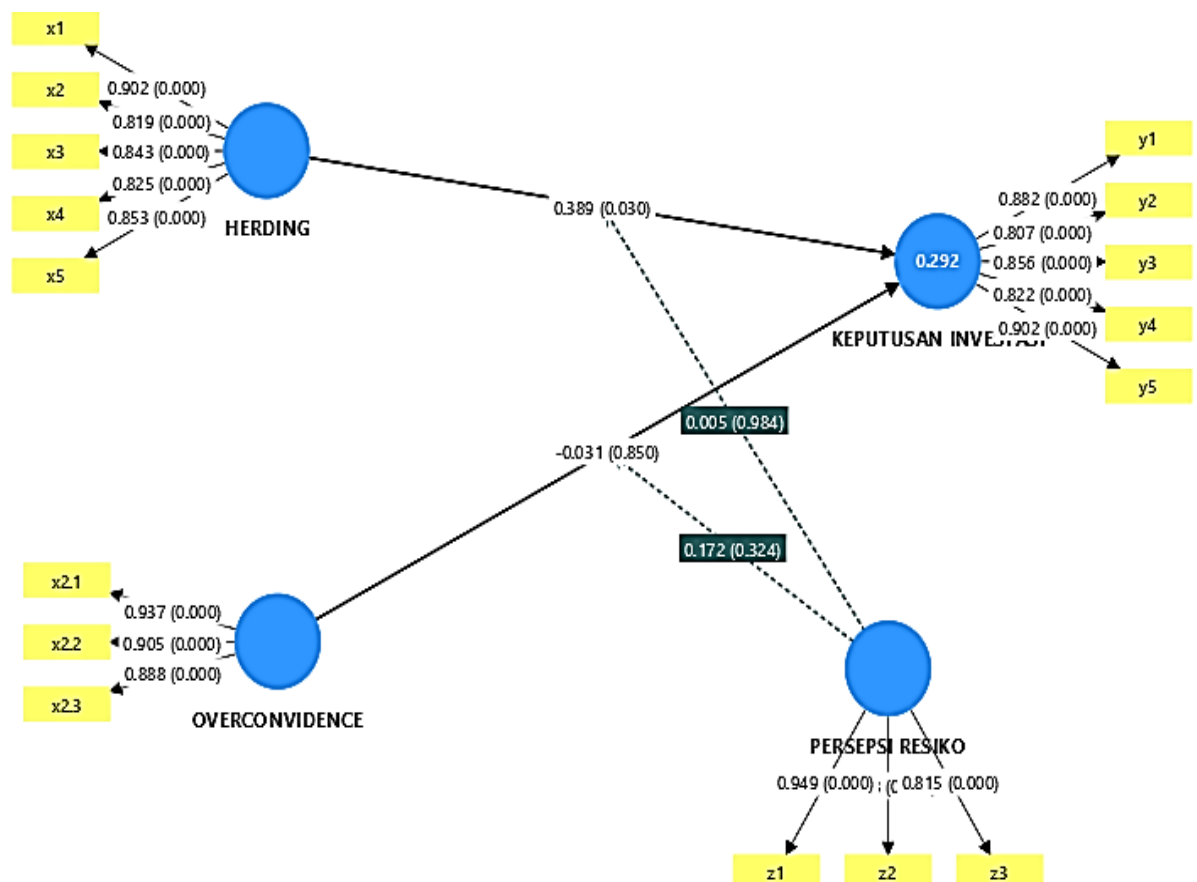 x1
x2
x3
x4
x5
0.902 (0.000)
0.819 (0.000)
0.843 (0.000)
0.825 (0.000)
0.853 (0.000)
HERDING
0.389 (0.030)
y1
y2
y3
y4
y5
0.882 (0.000)
0.807 (0.000)
0.856 (0.000)
0.822 (0.000)
0.902 (0.000)
0.292
KEPUTUSAN
0.005 (0.984)
-0.031 (0.850)
0.172 (0.324)
x2.1
x2.2
x2.3
0.937 (0.000)
0.905 (0.000)
0.888 (0.000)
OVERCONVIDENCE
PERSEPSI RESIKO
0.949 (0.000)
0.815 (0.000)
z1
z2
z3